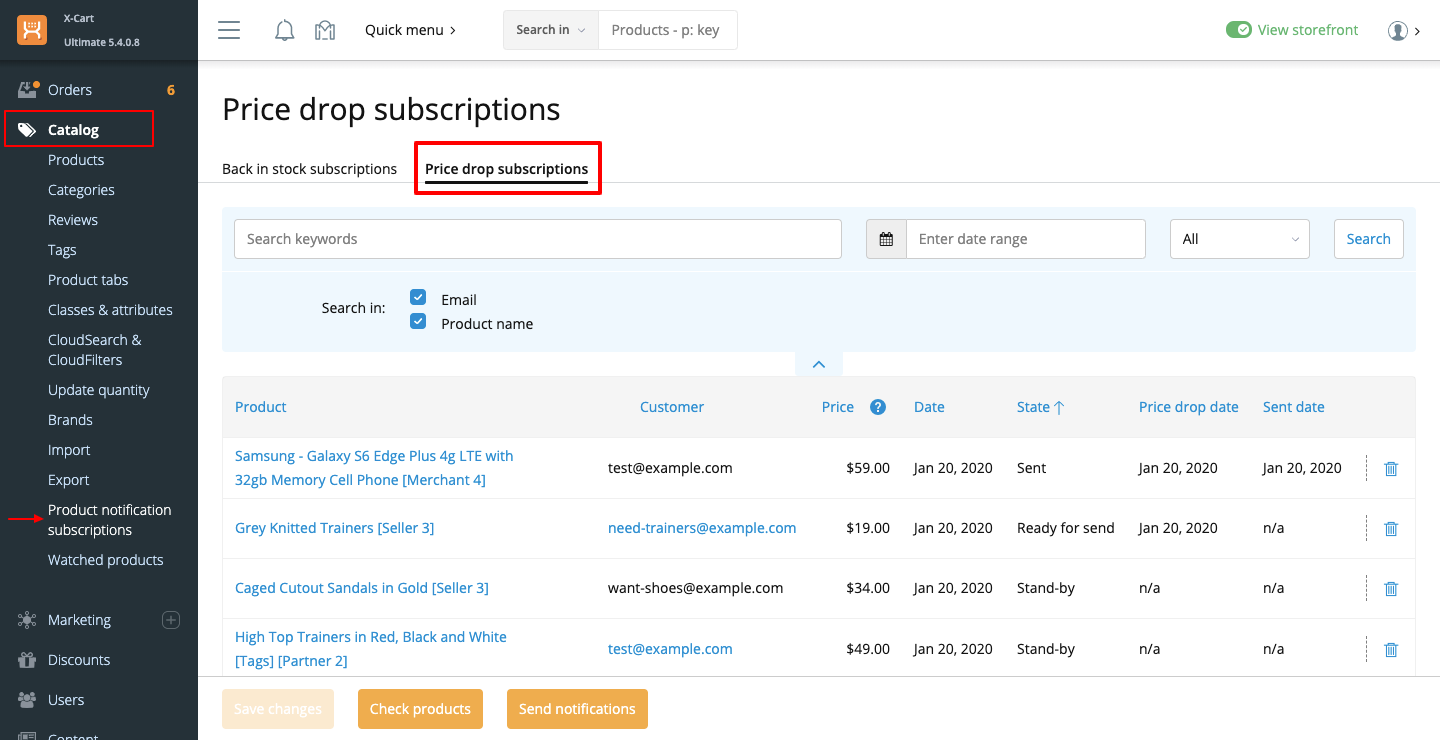 X-Cart
Ultimate 5.4.0.8
Quick menu
Search in
Products - p: key
View storefront
Orders 6
Catalog
Products
Categories
Reviews
Tags
Product tabs
Classes & attributes
CloudSearch &
CloudFilters
Update quantity
Brands
Import
Export
Product notification
subscriptions
Watched products
Marketing
Discounts
Users
Content
Price drop subscriptions
Back in stock subscriptions Price drop subscriptions
Search keywords Enter date range All Search
Search in: Email
Product name
Product Customer Price ? Date State Price drop date Sent date
Samsung - Galaxy S6 Edge Plus 4g LTE with
32gb Memory Cell Phone [Merchant 4]
test@example.com $59.00 Jan 20, 2020 Sent Jan 20, 2020 Jan 20, 2020
Grey Knitted Trainers [Seller 3] need-trainers@example.com $19.00 Jan 20, 2020 Ready for send Jan 20, 2020 n/a
Caged Cutout Sandals in Gold [Seller 3] want-shoes@example.com $34.00 Jan 20, 2020 Stand-by n/a n/a
High Top Trainers in Red, Black and White
[Tags] [Partner 2]
test@example.com $49.00 Jan 20, 2020 Stand-by n/a n/a
Save changes Check products Send notifications